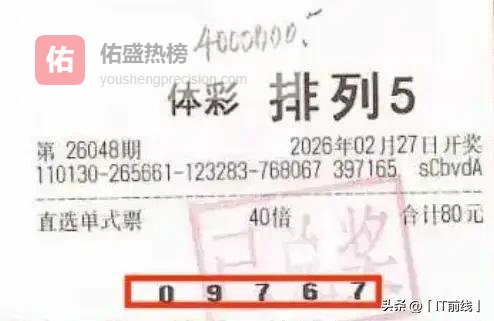 4000000.
佑
佑盛热榜
youshengprecision.com
体彩 排列5
第 26048期 2026年02月27日开奖
110130-265661-123283-768067 397165 sCbvdA
直选单式票 40倍 合计80元
已兑奖
0 9 7 6 7
头条 @「IT前线」